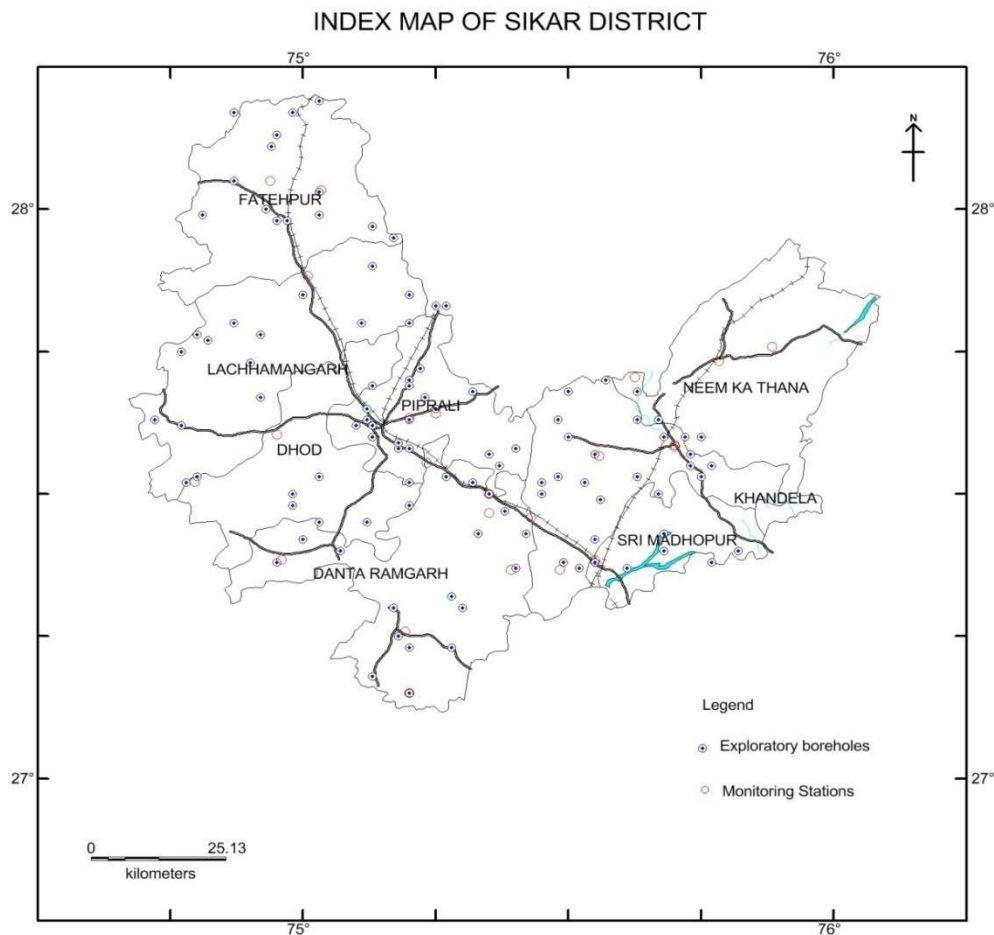 INDEX MAP OF SIKAR DISTRICT
75° 76°
N
28° 28°
FATEHPUR
LACHHAMANGARH
NEEM KA THANA
PIPRALI
DHOD
KHANDELA
SRI MADHOPUR
DANTA RAMGARH
Legend
Exploratory boreholes
27° 27°
Monitoring Stations
0 25.13
kilometers
75° 76°